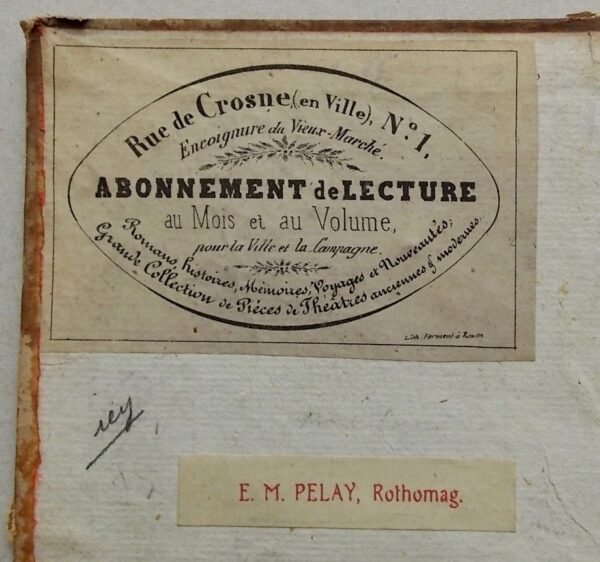 Rue de Crosne (en Ville), N.º 1,
Encoignure du Vieux-Marché.
ABONNEMENT de LECTURE
au Mois et au Volume,
pour la Ville et la Campagne.
Romans, histoires, Mémoires, Voyages et Nouveautés;
Grande Collection de Pièces de Théâtres anciennes & modernes.
Lith. Ferment à Rouen
E. M. PELAY, Rothomag.